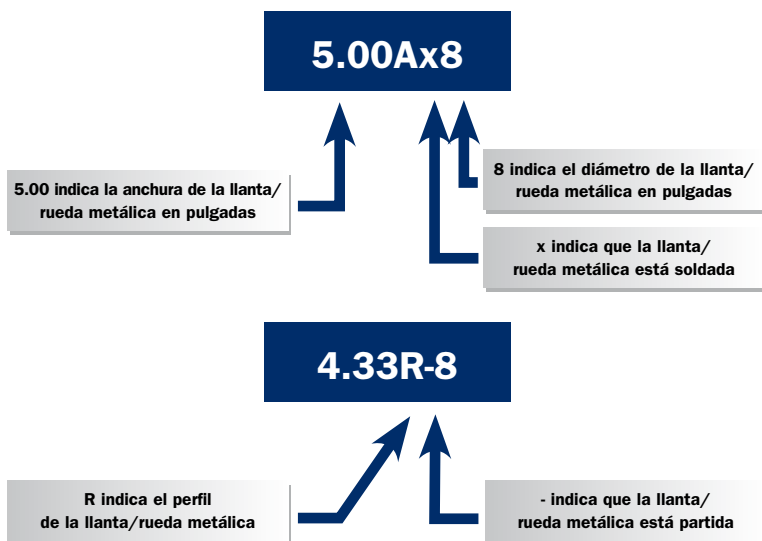 5.00Ax8
5.00 indica la anchura de la llanta/
rueda metálica en pulgadas
8 indica el diámetro de la llanta/
rueda metálica en pulgadas
x indica que la llanta/
rueda metálica está soldada
4.33R-8
R indica el perfil
de la llanta/rueda metálica
- indica que la llanta/
rueda metálica está partida